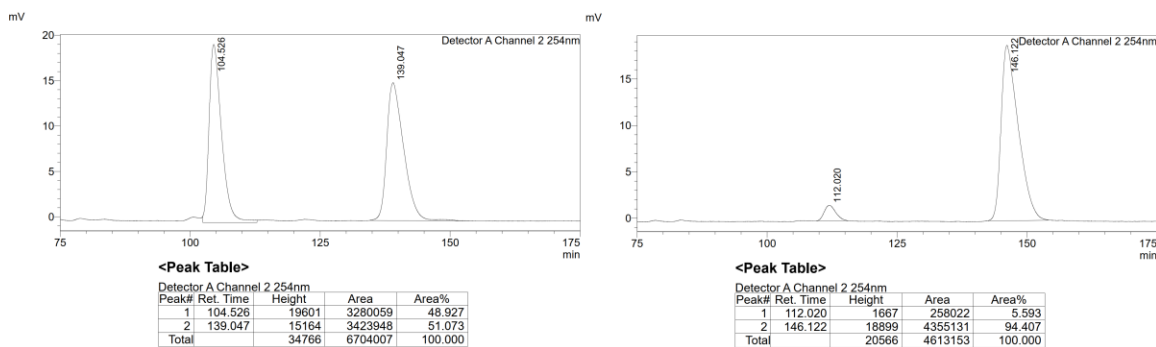 mV
20
15
10
5
0
Detector A Channel 2 254nm
104.526
139.047
75
100
125
150
175
min
<Peak Table>
Detector A Channel 2 254nm
Peak# Ret. Time Height Area Area%
1 104.526 19601 3280059 48.927
2 139.047 15164 3423948 51.073
Total 34766 6704007 100.000
mV
15
10
5
0
Detector A Channel 2 254nm
112.020
146.122
75
100
125
150
175
min
<Peak Table>
Detector A Channel 2 254nm
Peak# Ret. Time Height Area Area%
1 112.020 1667 258022 5.593
2 146.122 18899 4355131 94.407
Total 20566 4613153 100.000